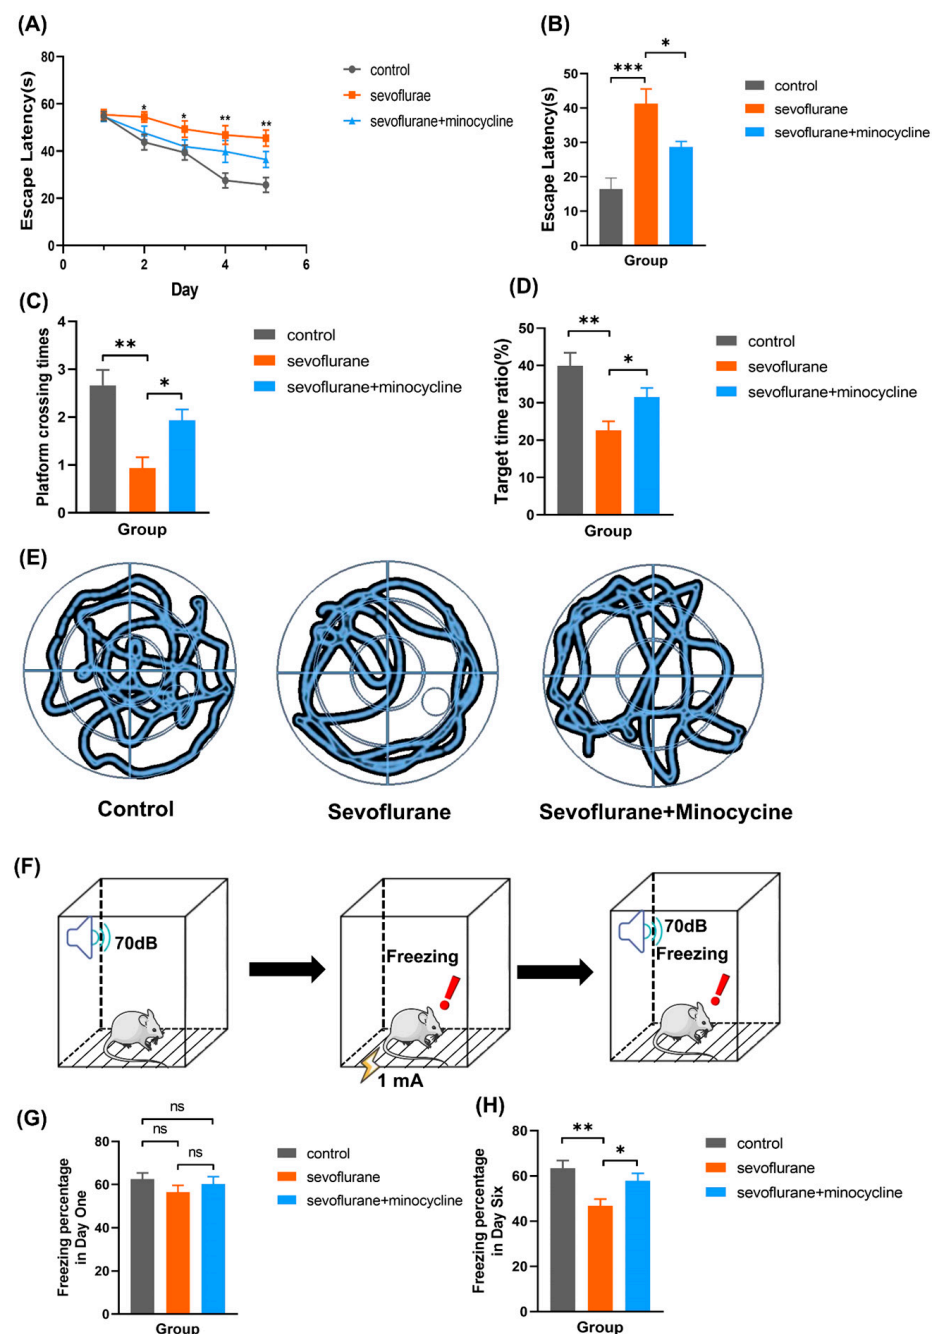 (A)
Escape Latency(s)
80
60
40
20
0
0 2 4 6
Day
* * ** **
control
sevoflurae
sevoflurane+minocycline
(B)
Escape Latency(s)
50
40
30
20
10
0
*** *
Group
control
sevoflurane
sevoflurane+minocycline
(C)
Platform crossing times
4
3
2
1
0
**
*
Group
control
sevoflurane
sevoflurane+minocycline
(D)
Target time ratio(%)
50
40
30
20
10
0
**
*
Group
control
sevoflurane
sevoflurane+minocycline
(E)
Control
Sevoflurane
Sevoflurane+Minocycine
(F)
70dB
Freezing
1 mA
70dB
Freezing
(G)
Freezing percentage
in Day One
80
60
40
20
0
ns
ns
ns
Group
control
sevoflurane
sevoflurane+minocycline
(H)
Freezing percentage
in Day Six
80
60
40
20
0
**
*
Group
control
sevoflurane
sevoflurane+minocycline